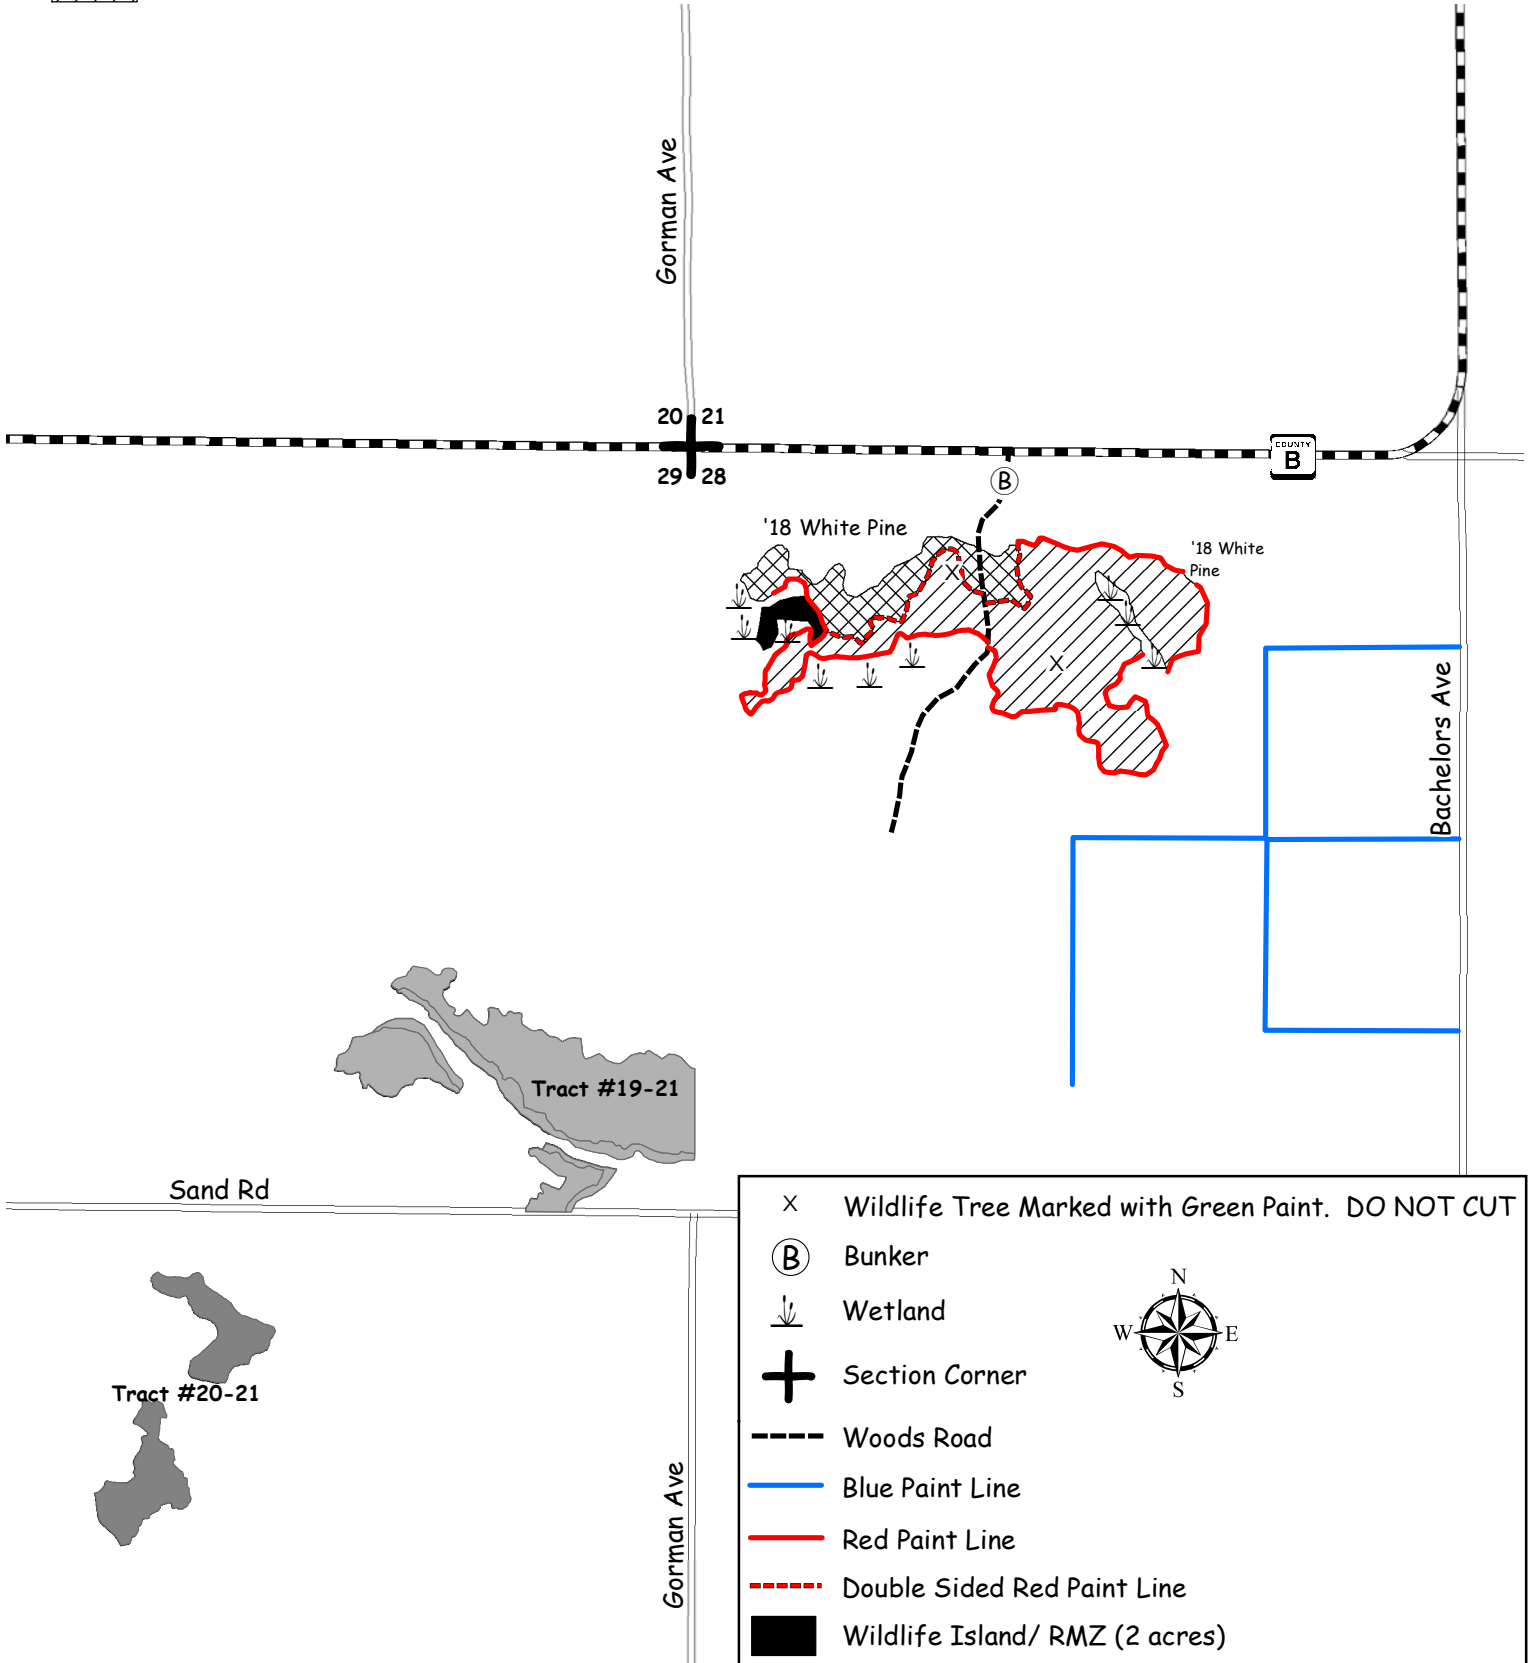 Gorman Ave
20 21
29 28
COUNTY
B
B
'18 White Pine
'18 White
Pine
X
X
Bachelors Ave
Tract #19-21
Sand Rd
Tract #20-21
Gorman Ave
X Wildlife Tree Marked with Green Paint. DO NOT CUT
B Bunker
Wetland
Section Corner
Woods Road
Blue Paint Line
Red Paint Line
Double Sided Red Paint Line
Wildlife Island/ RMZ (2 acres)
N
W E
S